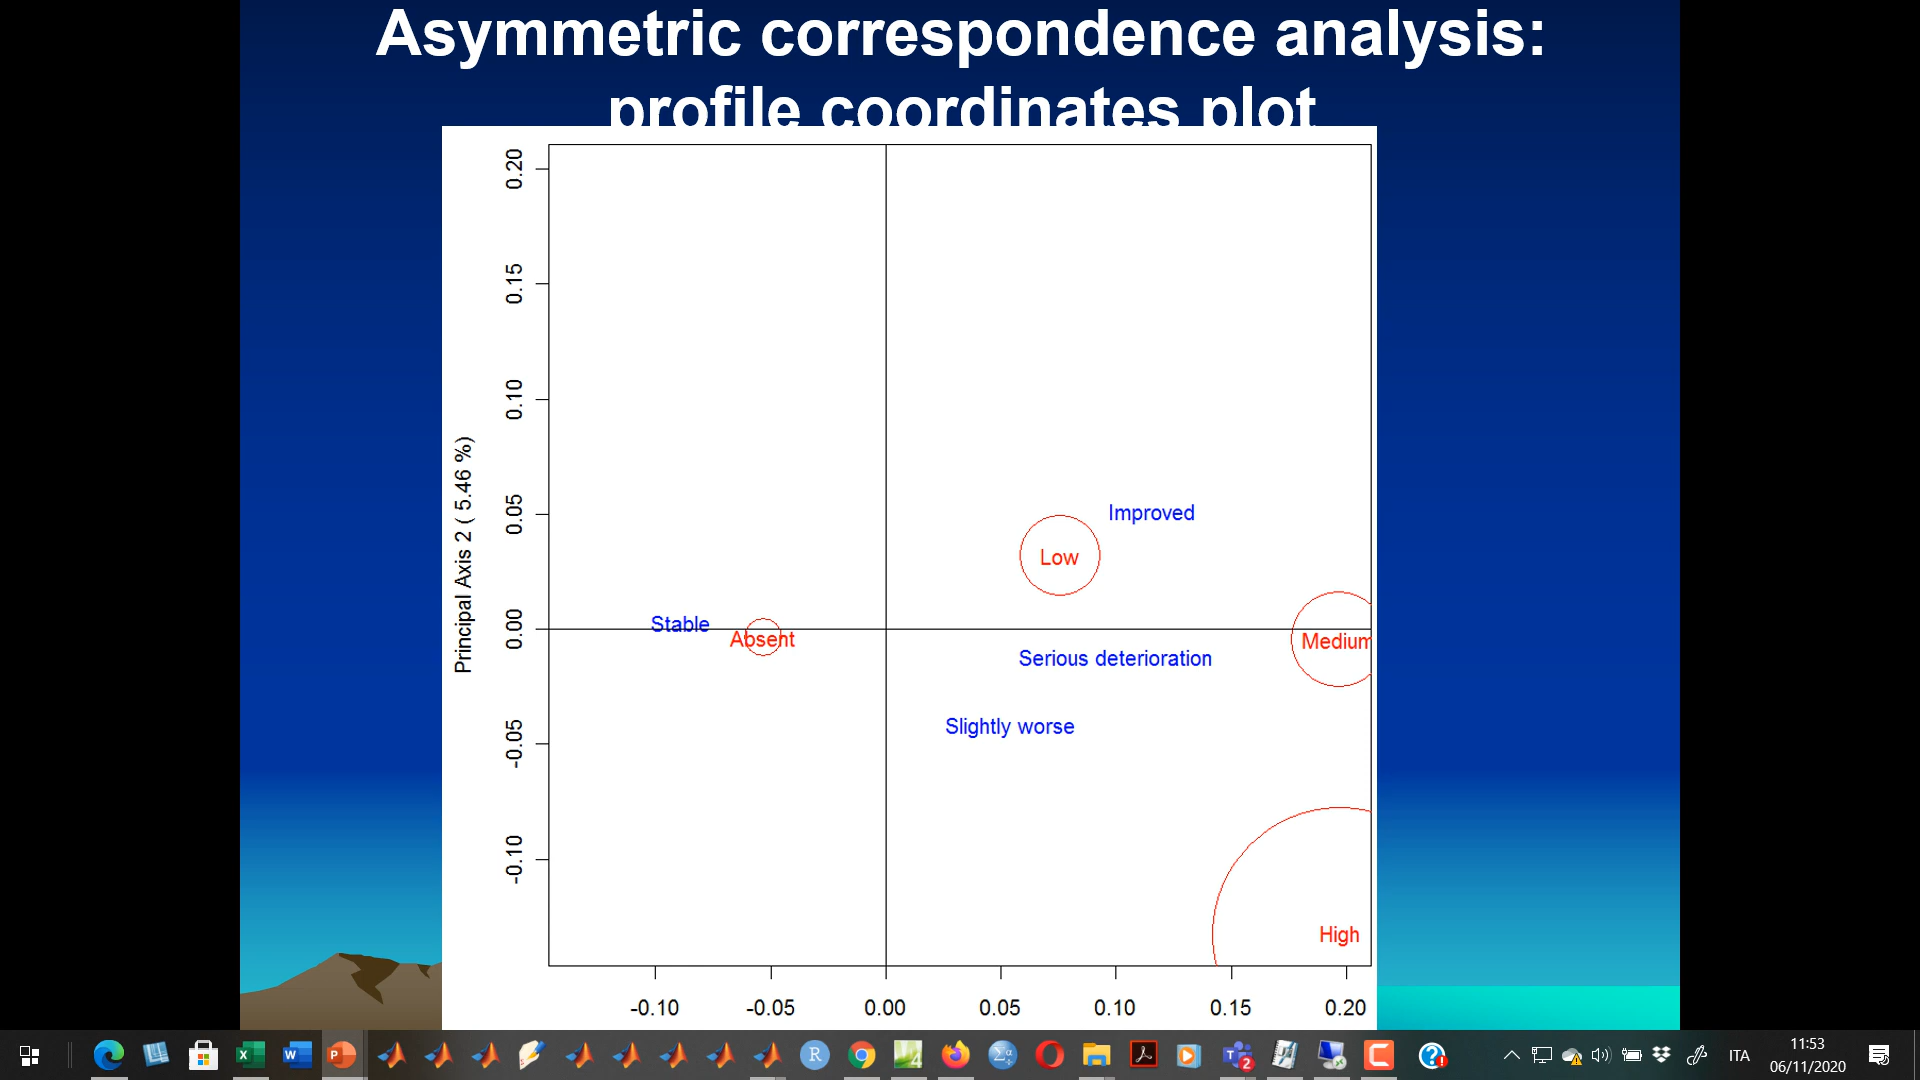 Asymmetric correspondence analysis:
profile coordinates plot
0.20
0.15
0.10
0.05
0.00
-0.05
-0.10
Principal Axis 2 ( 5.46 %)
Improved
Low
Stable
Absent
Medium
Serious deterioration
Slightly worse
High
-0.10 -0.05 0.00 0.05 0.10 0.15 0.20
ITA
11:53
06/11/2020